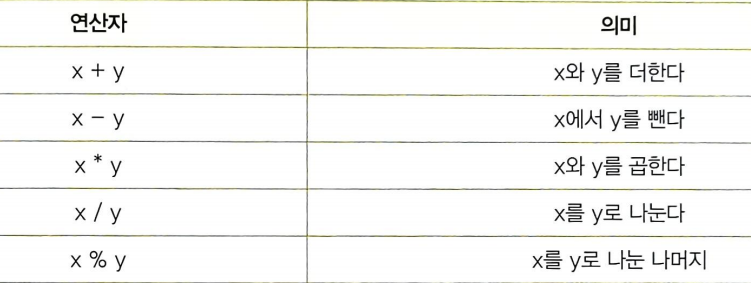 연산자 의미
x + y x와 y를 더한다
x - y x에서 y를 뺀다
x * y x와 y를 곱한다
x / y x를 y로 나눈다
x % y x를 y로 나눈 나머지